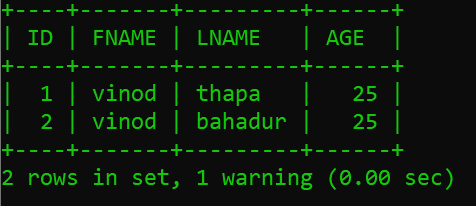 +----+-------+---------+------+
| ID | FNAME | LNAME   | AGE  |
+----+-------+---------+------+
|  1 | vinod | thapa   |   25 |
|  2 | vinod | bahadur |   25 |
+----+-------+---------+------+
2 rows in set, 1 warning (0.00 sec)